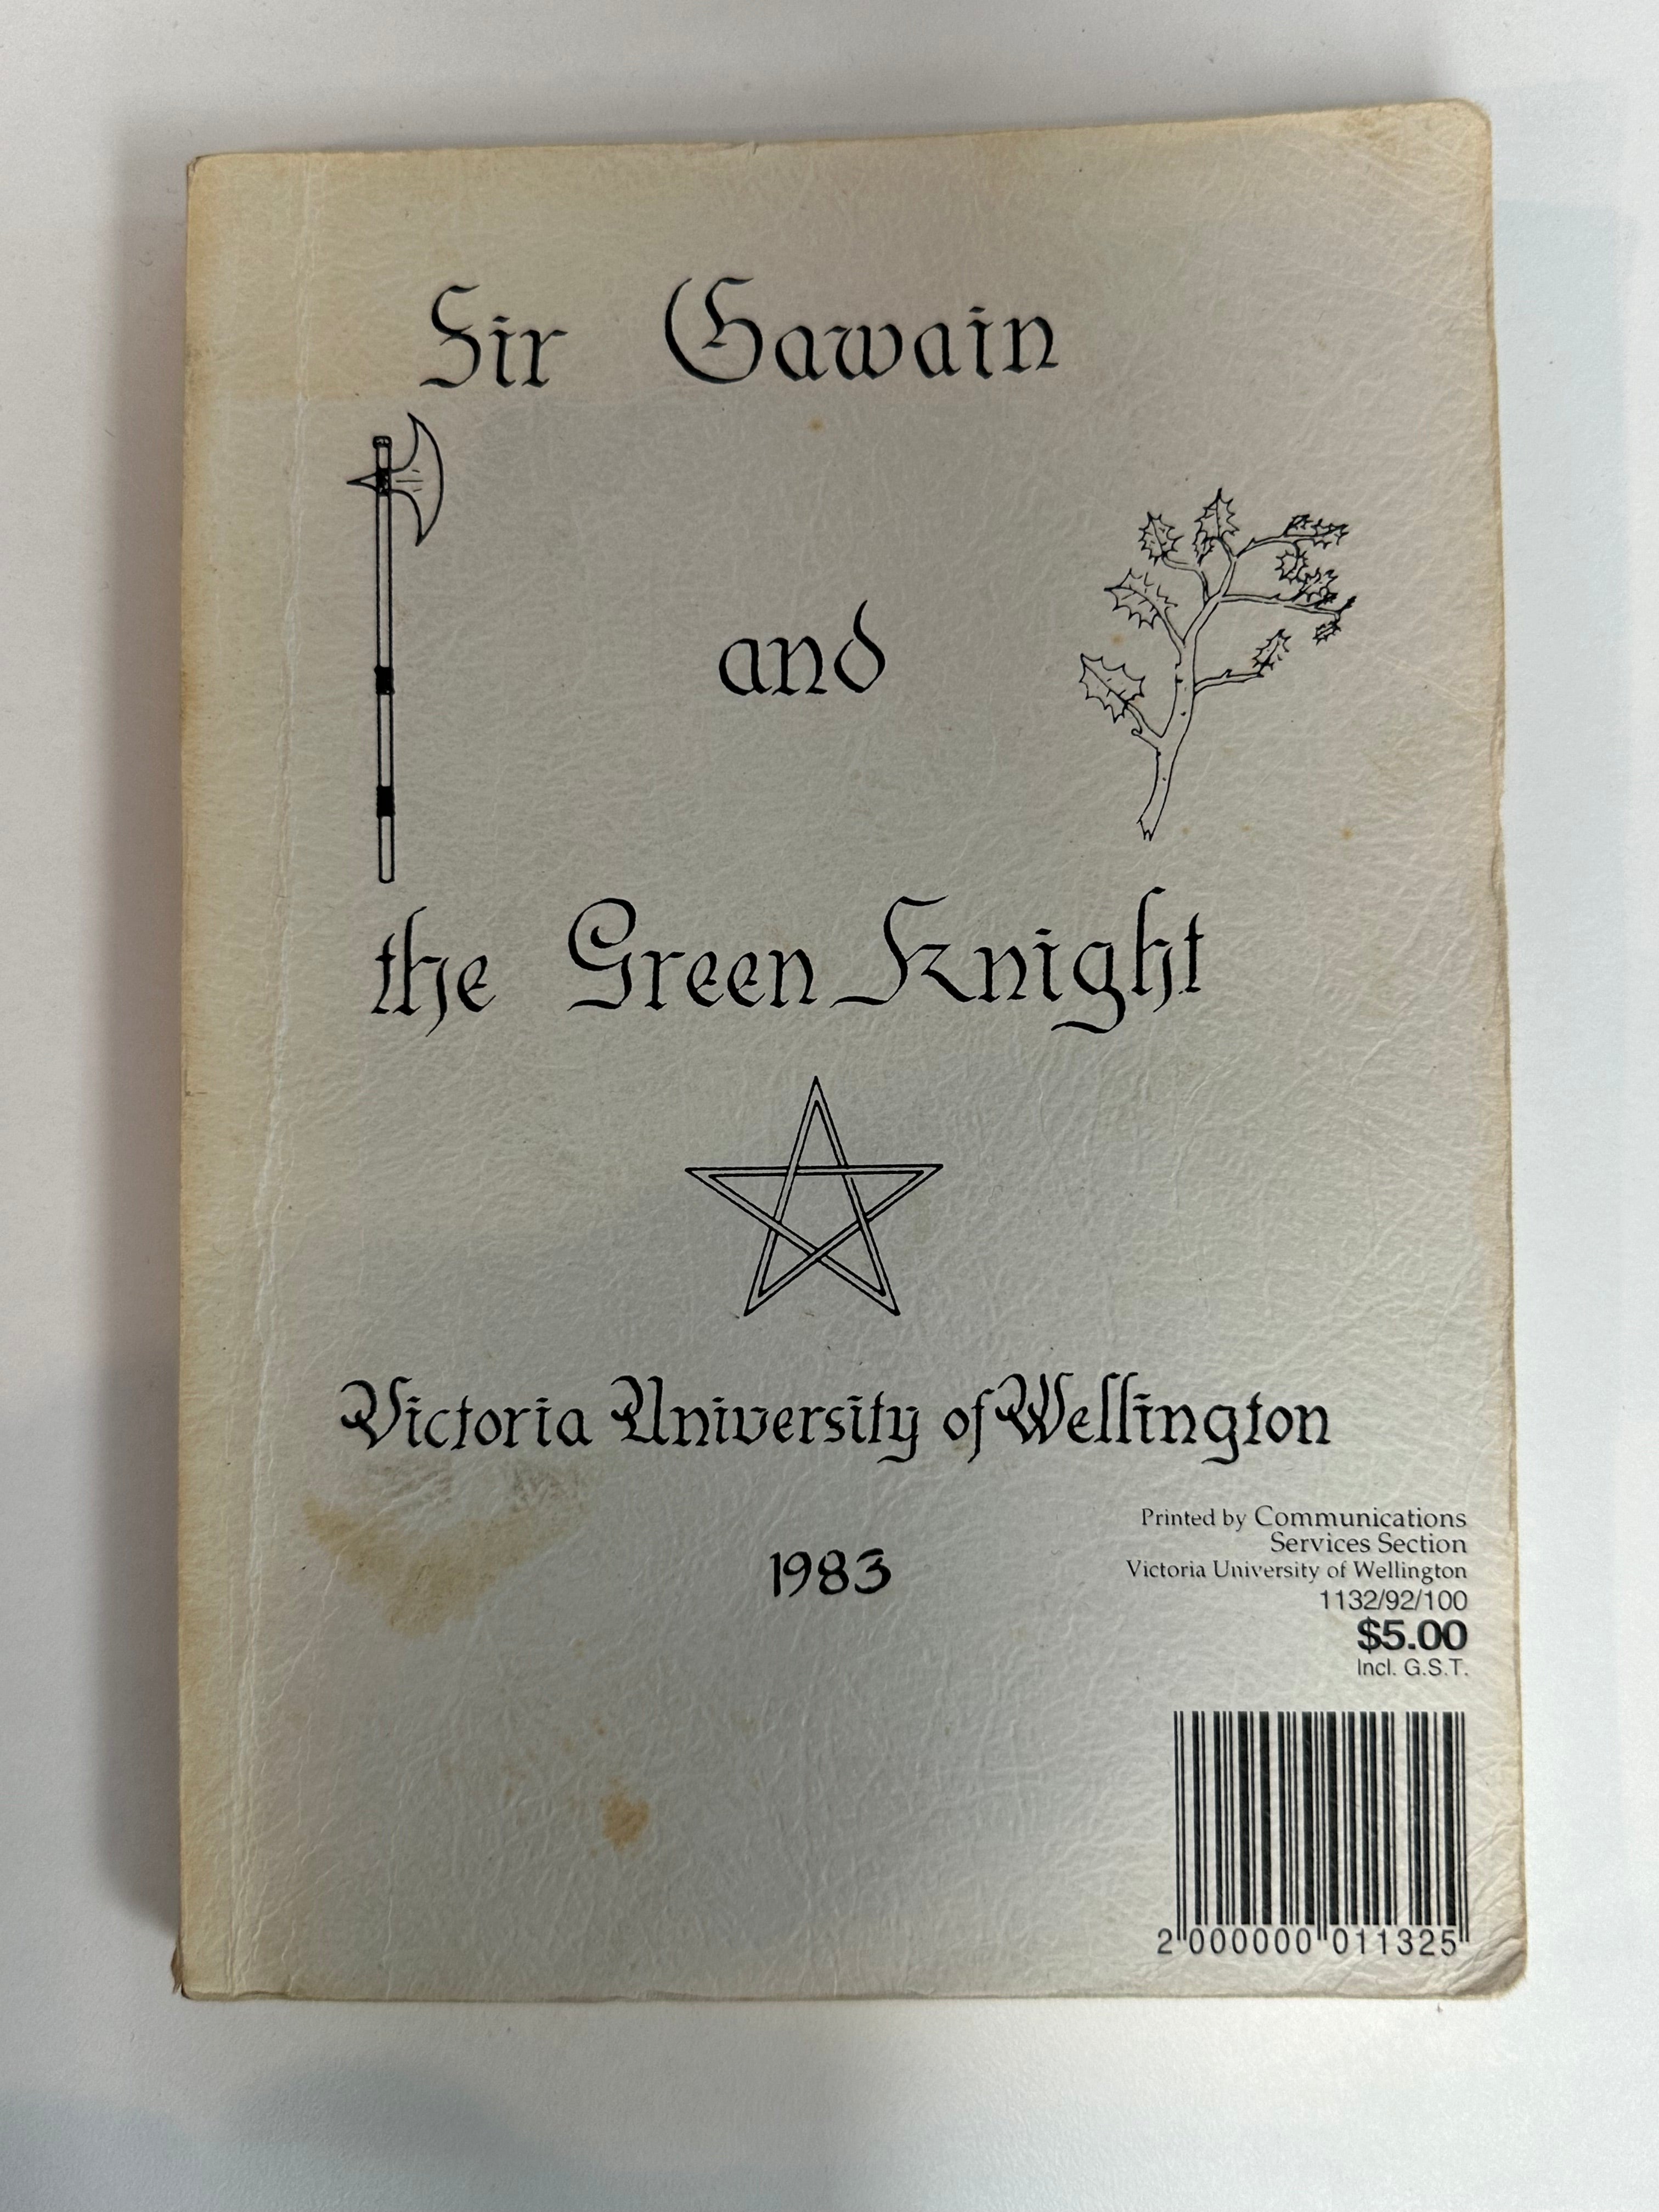 Sir Gawain
and
the Green Knight
Victoria University of Wellington
1983
Printed by Communications
Services Section
Victoria University of Wellington
1132/92/100
$5.00
Incl. G.S.T.
2 000000 011325